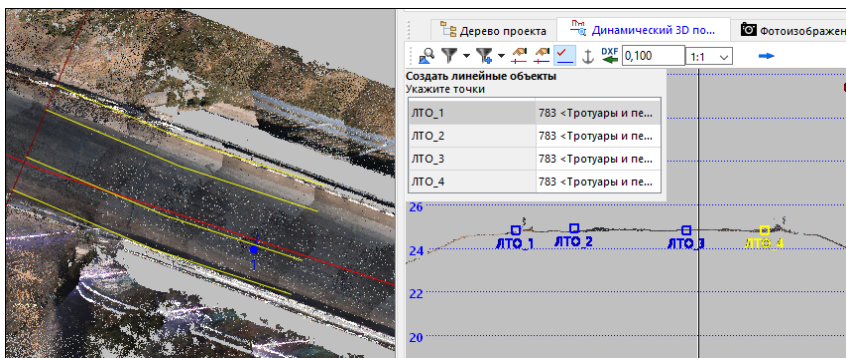 Дерево проекта
Динамический 3D по...
Фотоизображен
DXF
0,100
1:1
Создать линейные объекты
Укажите точки
ЛТО_1 783 <Тротуары и пе...
ЛТО_2 783 <Тротуары и пе...
ЛТО_3 783 <Тротуары и пе...
ЛТО_4 783 <Тротуары и пе...
26
24
22
20
ЛТО_1 ЛТО_2 ЛТО_3 ЛТО_4
1